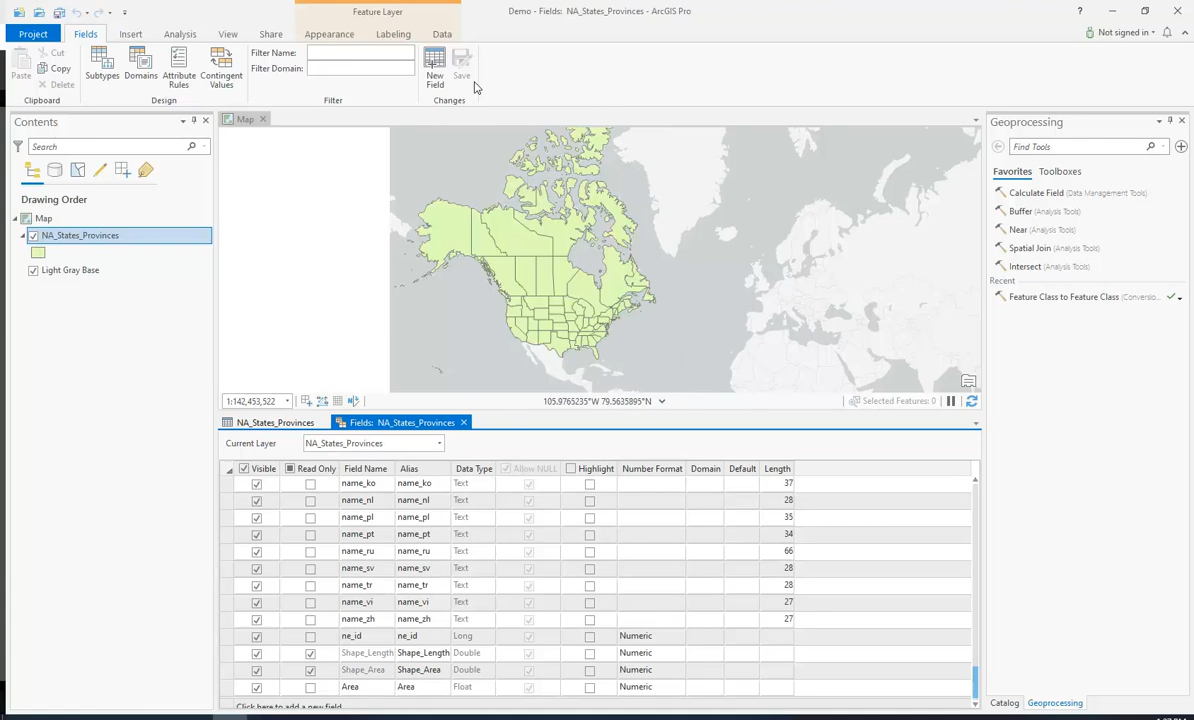 Feature Layer
Demo - Fields: NA_States_Provinces - ArcGIS Pro
?
Project
Fields
Insert
Analysis
View
Share
Appearance
Labeling
Data
Not signed in
Paste
Cut
Copy
Delete
Clipboard
Subtypes
Domains
Attribute Rules
Contingent Values
Design
Filter Name:
Filter Domain:
Filter
New Field
Save
Changes
Contents
Search
Drawing Order
Map
NA_States_Provinces
Light Gray Base
Map
1:142,453,522
105.9765235°W 79.5635895°N
Selected Features: 0
NA_States_Provinces
Fields: NA_States_Provinces
Current Layer
NA_States_Provinces
Visible Read Only Field Name Alias Data Type Allow NULL Highlight Number Format Domain Default Length
name_ko name_ko Text 37
name_nl name_nl Text 28
name_pl name_pl Text 35
name_pt name_pt Text 34
name_ru name_ru Text 66
name_sv name_sv Text 28
name_tr name_tr Text 28
name_vi name_vi Text 27
name_zh name_zh Text 27
ne_id ne_id Long Numeric
Shape_Length Shape_Length Double Numeric
Shape_Area Shape_Area Double Numeric
Area Area Float Numeric
Click here to add a new field.
Geoprocessing
Find Tools
Favorites
Toolboxes
Calculate Field (Data Management Tools)
Buffer (Analysis Tools)
Near (Analysis Tools)
Spatial Join (Analysis Tools)
Intersect (Analysis Tools)
Recent
Feature Class to Feature Class (Conversio...
Catalog
Geoprocessing